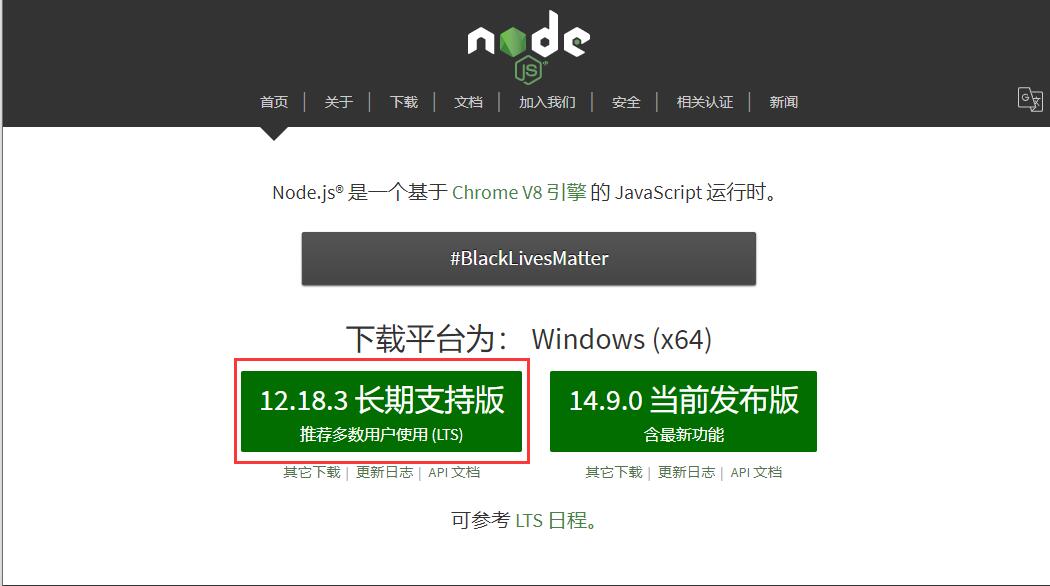 node
JS
首页 | 关于 | 下载 | 文档 | 加入我们 | 安全 | 相关认证 | 新闻
G文
Node.js® 是一个基于 Chrome V8 引擎 的 JavaScript 运行时。
#BlackLivesMatter
下载平台为： Windows (x64)
12.18.3 长期支持版
推荐多数用户使用 (LTS)
14.9.0 当前发布版
含最新功能
其它下载 | 更新日志 | API 文档
其它下载 | 更新日志 | API 文档
可参考 LTS 日程。